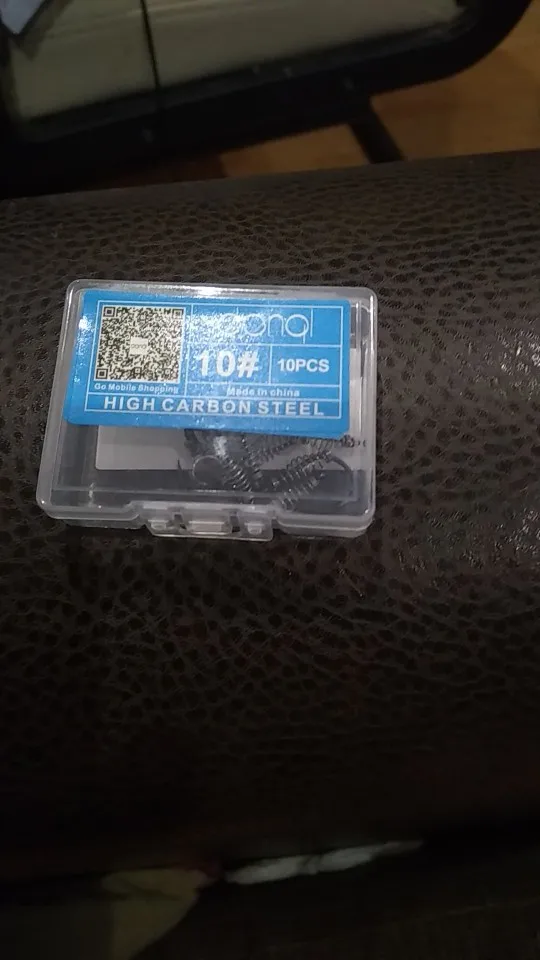 10#
10PCS
Go Mobile Shopping
Made in china
HIGH CARBON STEEL